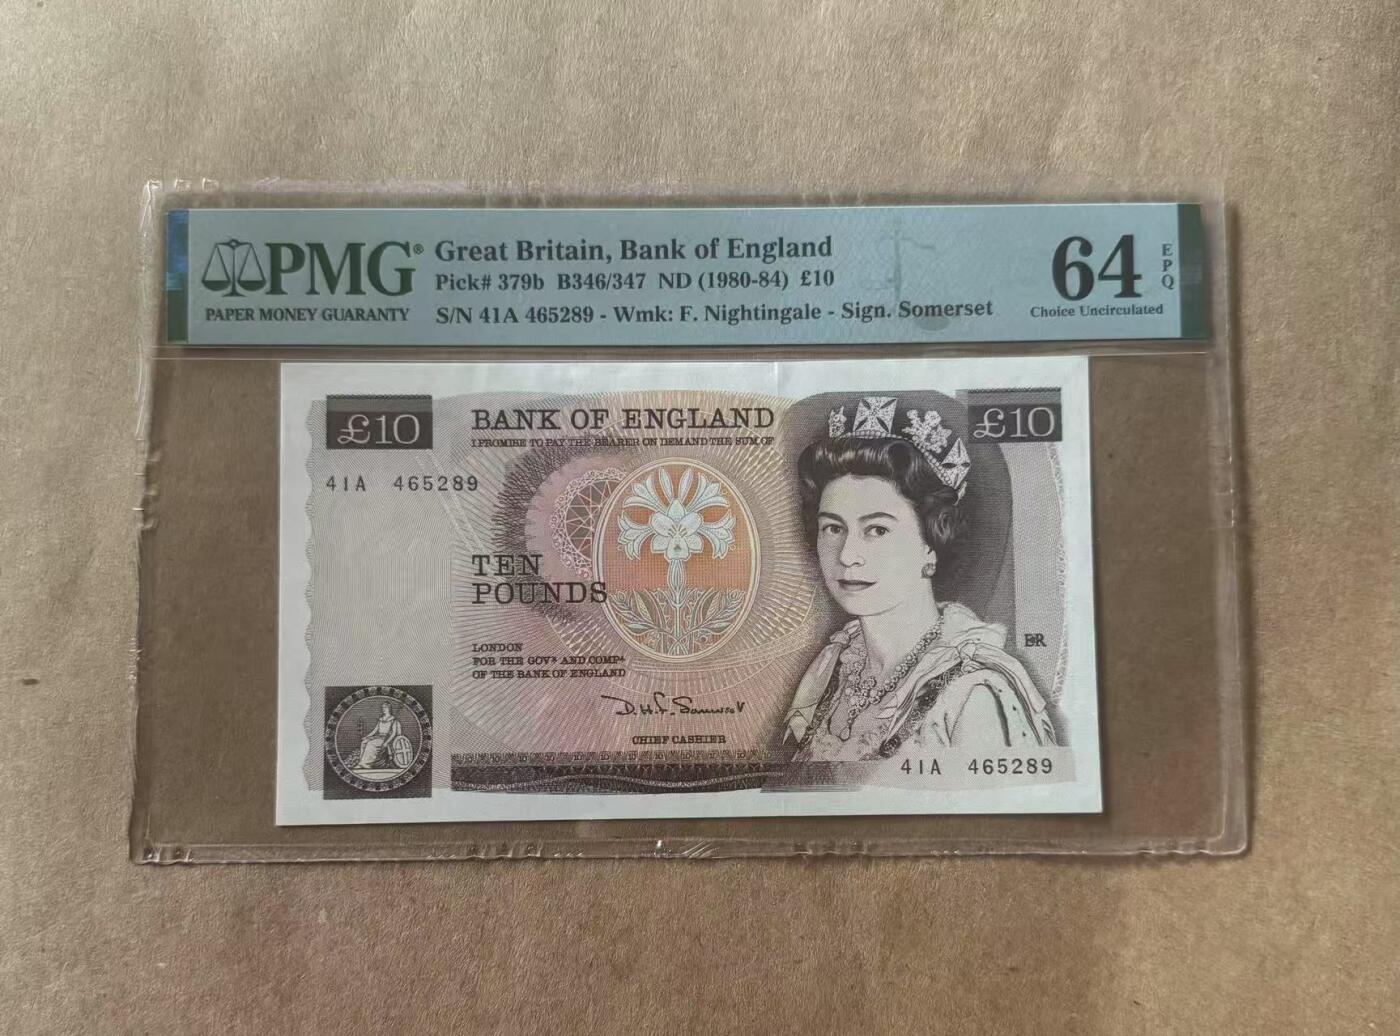 PMG®
PAPER MONEY GUARANTY
Great Britain, Bank of England
Pick# 379b B346/347 ND (1980-84) £10
S/N 41A 465289 - Wmk: F. Nightingale - Sign. Somerset
64 EPQ
Choice Uncirculated
£10
BANK OF ENGLAND
£10
I PROMISE TO PAY THE BEARER ON DEMAND THE SUM OF
41A 465289
TEN
POUNDS
LONDON
FOR THE GOVR AND COMPA
OF THE BANK OF ENGLAND
D.H.F. Somerset
CHIEF CASHIER
EIIR
41A 465289